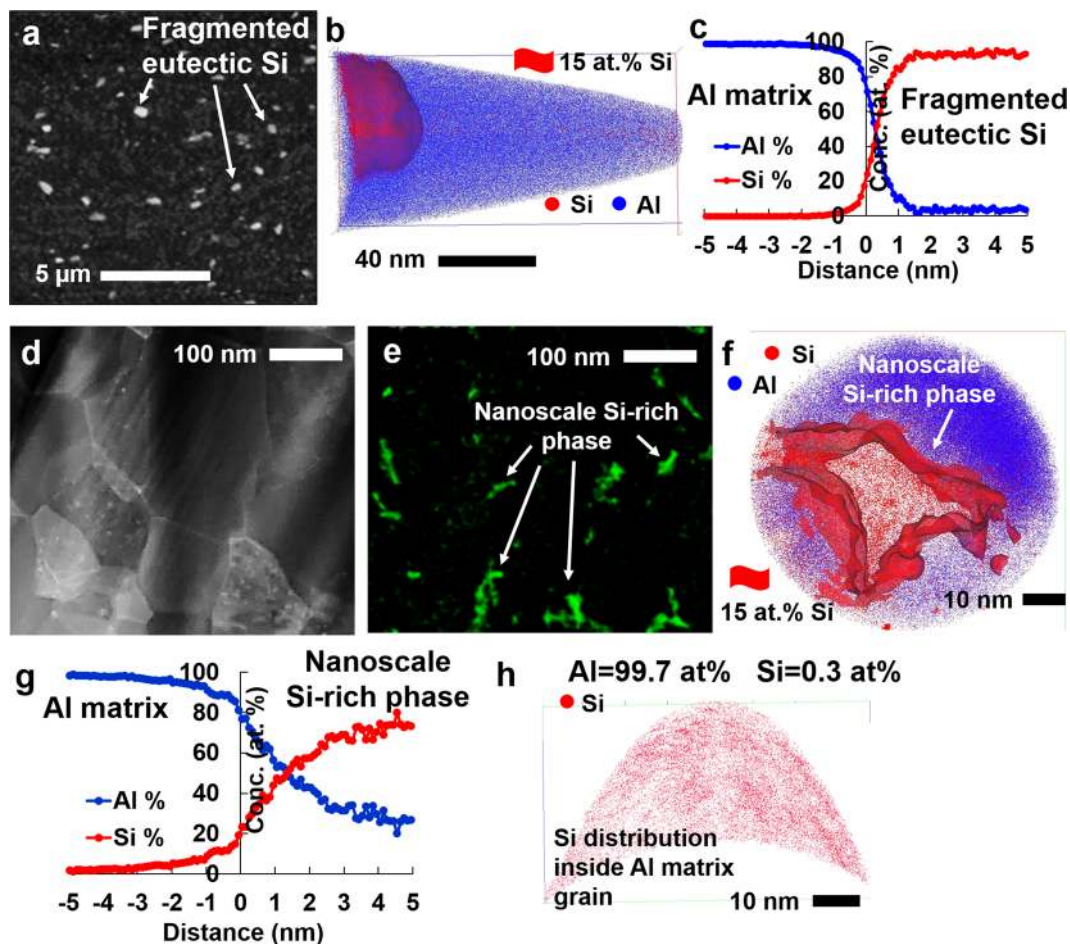 a
Fragmented
eutectic Si
5 μm
b
15 at.% Si
Si Al
40 nm
c
100
80
60
40
20
0
Conc. (at. %)
Al matrix
Fragmented
eutectic Si
Al %
Si %
-5 -4 -3 -2 -1 0 1 2 3 4 5
Distance (nm)
d
100 nm
e
100 nm
Nanoscale Si-rich
phase
f
Si
Al
Nanoscale
Si-rich phase
15 at.% Si
10 nm
g
100
80
60
40
20
0
Conc. (at. %)
Al matrix
Nanoscale
Si-rich phase
Al %
Si %
-5 -4 -3 -2 -1 0 1 2 3 4 5
Distance (nm)
h
Al=99.7 at% Si=0.3 at%
Si
Si distribution
inside Al matrix
grain
10 nm